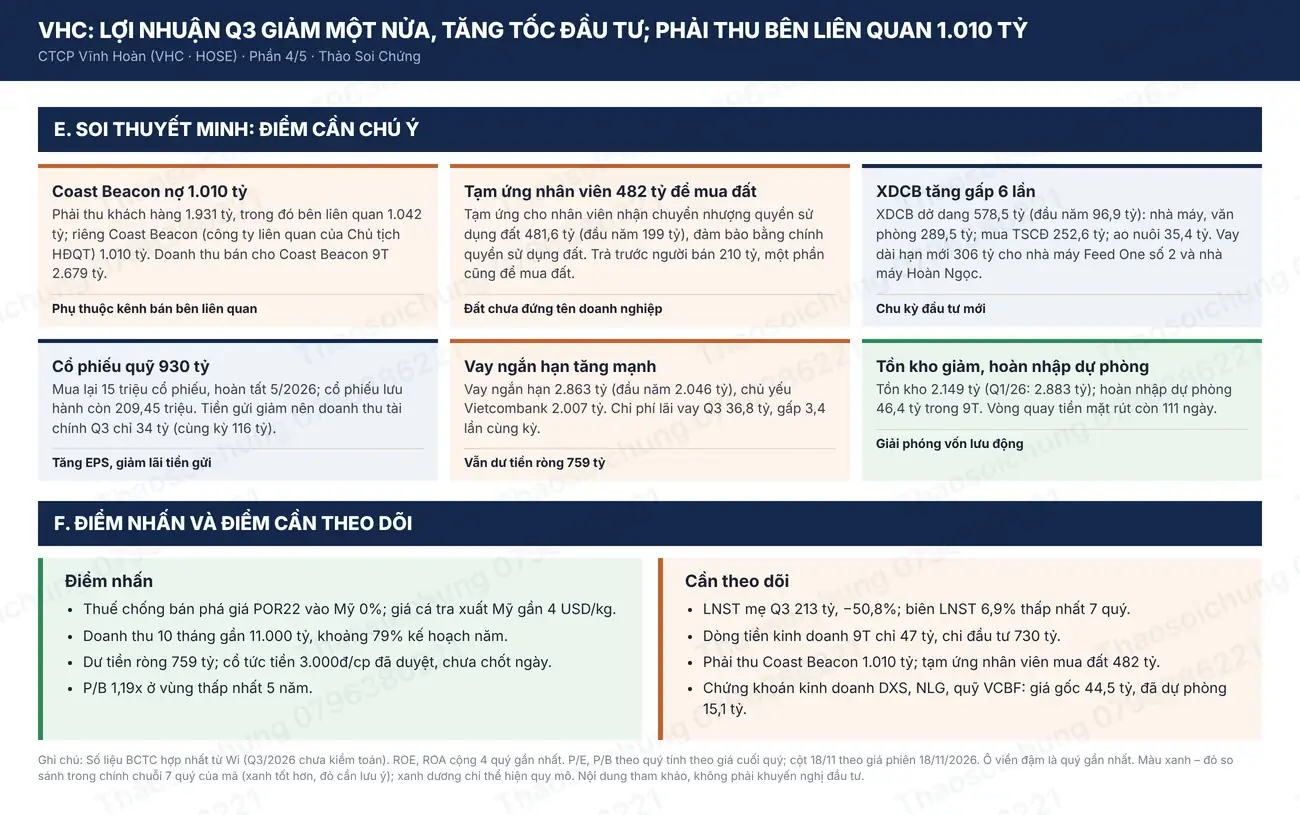 VHC: LỢI NHUẬN Q3 GIẢM MỘT NỬA, TĂNG TỐC ĐẦU TƯ; PHẢI THU BÊN LIÊN QUAN 1.010 TỶ
CTCP Vĩnh Hoàn (VHC · HOSE) · Phần 4/5 · Thảo Soi Chứng
E. SOI THUYẾT MINH: ĐIỂM CẦN CHÚ Ý
Coast Beacon nợ 1.010 tỷ
Phải thu khách hàng 1.931 tỷ, trong đó bên liên quan 1.042
tỷ; riêng Coast Beacon (công ty liên quan của Chủ tịch
HĐQT) 1.010 tỷ. Doanh thu bán cho Coast Beacon 9T
2.679 tỷ.
Phụ thuộc kênh bán bên liên quan
Tạm ứng nhân viên 482 tỷ để mua đất
Tạm ứng cho nhân viên nhận chuyển nhượng quyền sử
dụng đất 481,6 tỷ (đầu năm 199 tỷ), đảm bảo bằng chính
quyền sử dụng đất. Trả trước người bán 210 tỷ, một phần
cũng để mua đất.
Đất chưa đứng tên doanh nghiệp
XDCB tăng gấp 6 lần
XDCB dở dang 578,5 tỷ (đầu năm 96,9 tỷ): nhà máy, văn
phòng 289,5 tỷ; mua TSCĐ 252,6 tỷ; ao nuôi 35,4 tỷ. Vay
dài hạn mới 306 tỷ cho nhà máy Feed One số 2 và nhà
máy Hoàn Ngọc.
Chu kỳ đầu tư mới
Cổ phiếu quỹ 930 tỷ
Mua lại 15 triệu cổ phiếu, hoàn tất 5/2026; cổ phiếu lưu
hành còn 209,45 triệu. Tiền gửi giảm nên doanh thu tài
chính Q3 chỉ 34 tỷ (cùng kỳ 116 tỷ).
Tăng EPS, giảm lãi tiền gửi
Vay ngắn hạn tăng mạnh
Vay ngắn hạn 2.863 tỷ (đầu năm 2.046 tỷ), chủ yếu
Vietcombank 2.007 tỷ. Chi phí lãi vay Q3 36,8 tỷ, gấp 3,4
lần cùng kỳ.
Vẫn dư tiền ròng 759 tỷ
Tồn kho giảm, hoàn nhập dự phòng
Tồn kho 2.149 tỷ (Q1/26: 2.883 tỷ); hoàn nhập dự phòng
46,4 tỷ trong 9T. Vòng quay tiền mặt rút còn 111 ngày.
Giải phóng vốn lưu động
F. ĐIỂM NHẤN VÀ ĐIỂM CẦN THEO DÕI
Điểm nhấn
• Thuế chống bán phá giá POR22 vào Mỹ 0%; giá cá tra xuất Mỹ gần 4 USD/kg.
• Doanh thu 10 tháng gần 11.000 tỷ, khoảng 79% kế hoạch năm.
• Dư tiền ròng 759 tỷ; cổ tức tiền 3.000đ/cp đã duyệt, chưa chốt ngày.
• P/B 1,19x ở vùng thấp nhất 5 năm.
Cần theo dõi
• LNST mẹ Q3 213 tỷ, −50,8%; biên LNST 6,9% thấp nhất 7 quý.
• Dòng tiền kinh doanh 9T chỉ 47 tỷ, chi đầu tư 730 tỷ.
• Phải thu Coast Beacon 1.010 tỷ; tạm ứng nhân viên mua đất 482 tỷ.
• Chứng khoán kinh doanh DXS, NLG, quỹ VCBF: giá gốc 44,5 tỷ, đã dự phòng
15,1 tỷ.
Ghi chú: Số liệu BCTC hợp nhất từ Wi (Q3/2026 chưa kiểm toán). ROE, ROA cộng 4 quý gần nhất. P/E, P/B theo quý tính theo giá cuối quý; cột 18/11 theo giá phiên 18/11/2026. Ô viền đậm là quý gần nhất. Màu xanh – đỏ so
sánh trong chính chuỗi 7 quý của mã (xanh tốt hơn, đỏ cần lưu ý); xanh dương chỉ thể hiện quy mô. Nội dung tham khảo, không phải khuyến nghị đầu tư.
Thaosoichung 0796386221